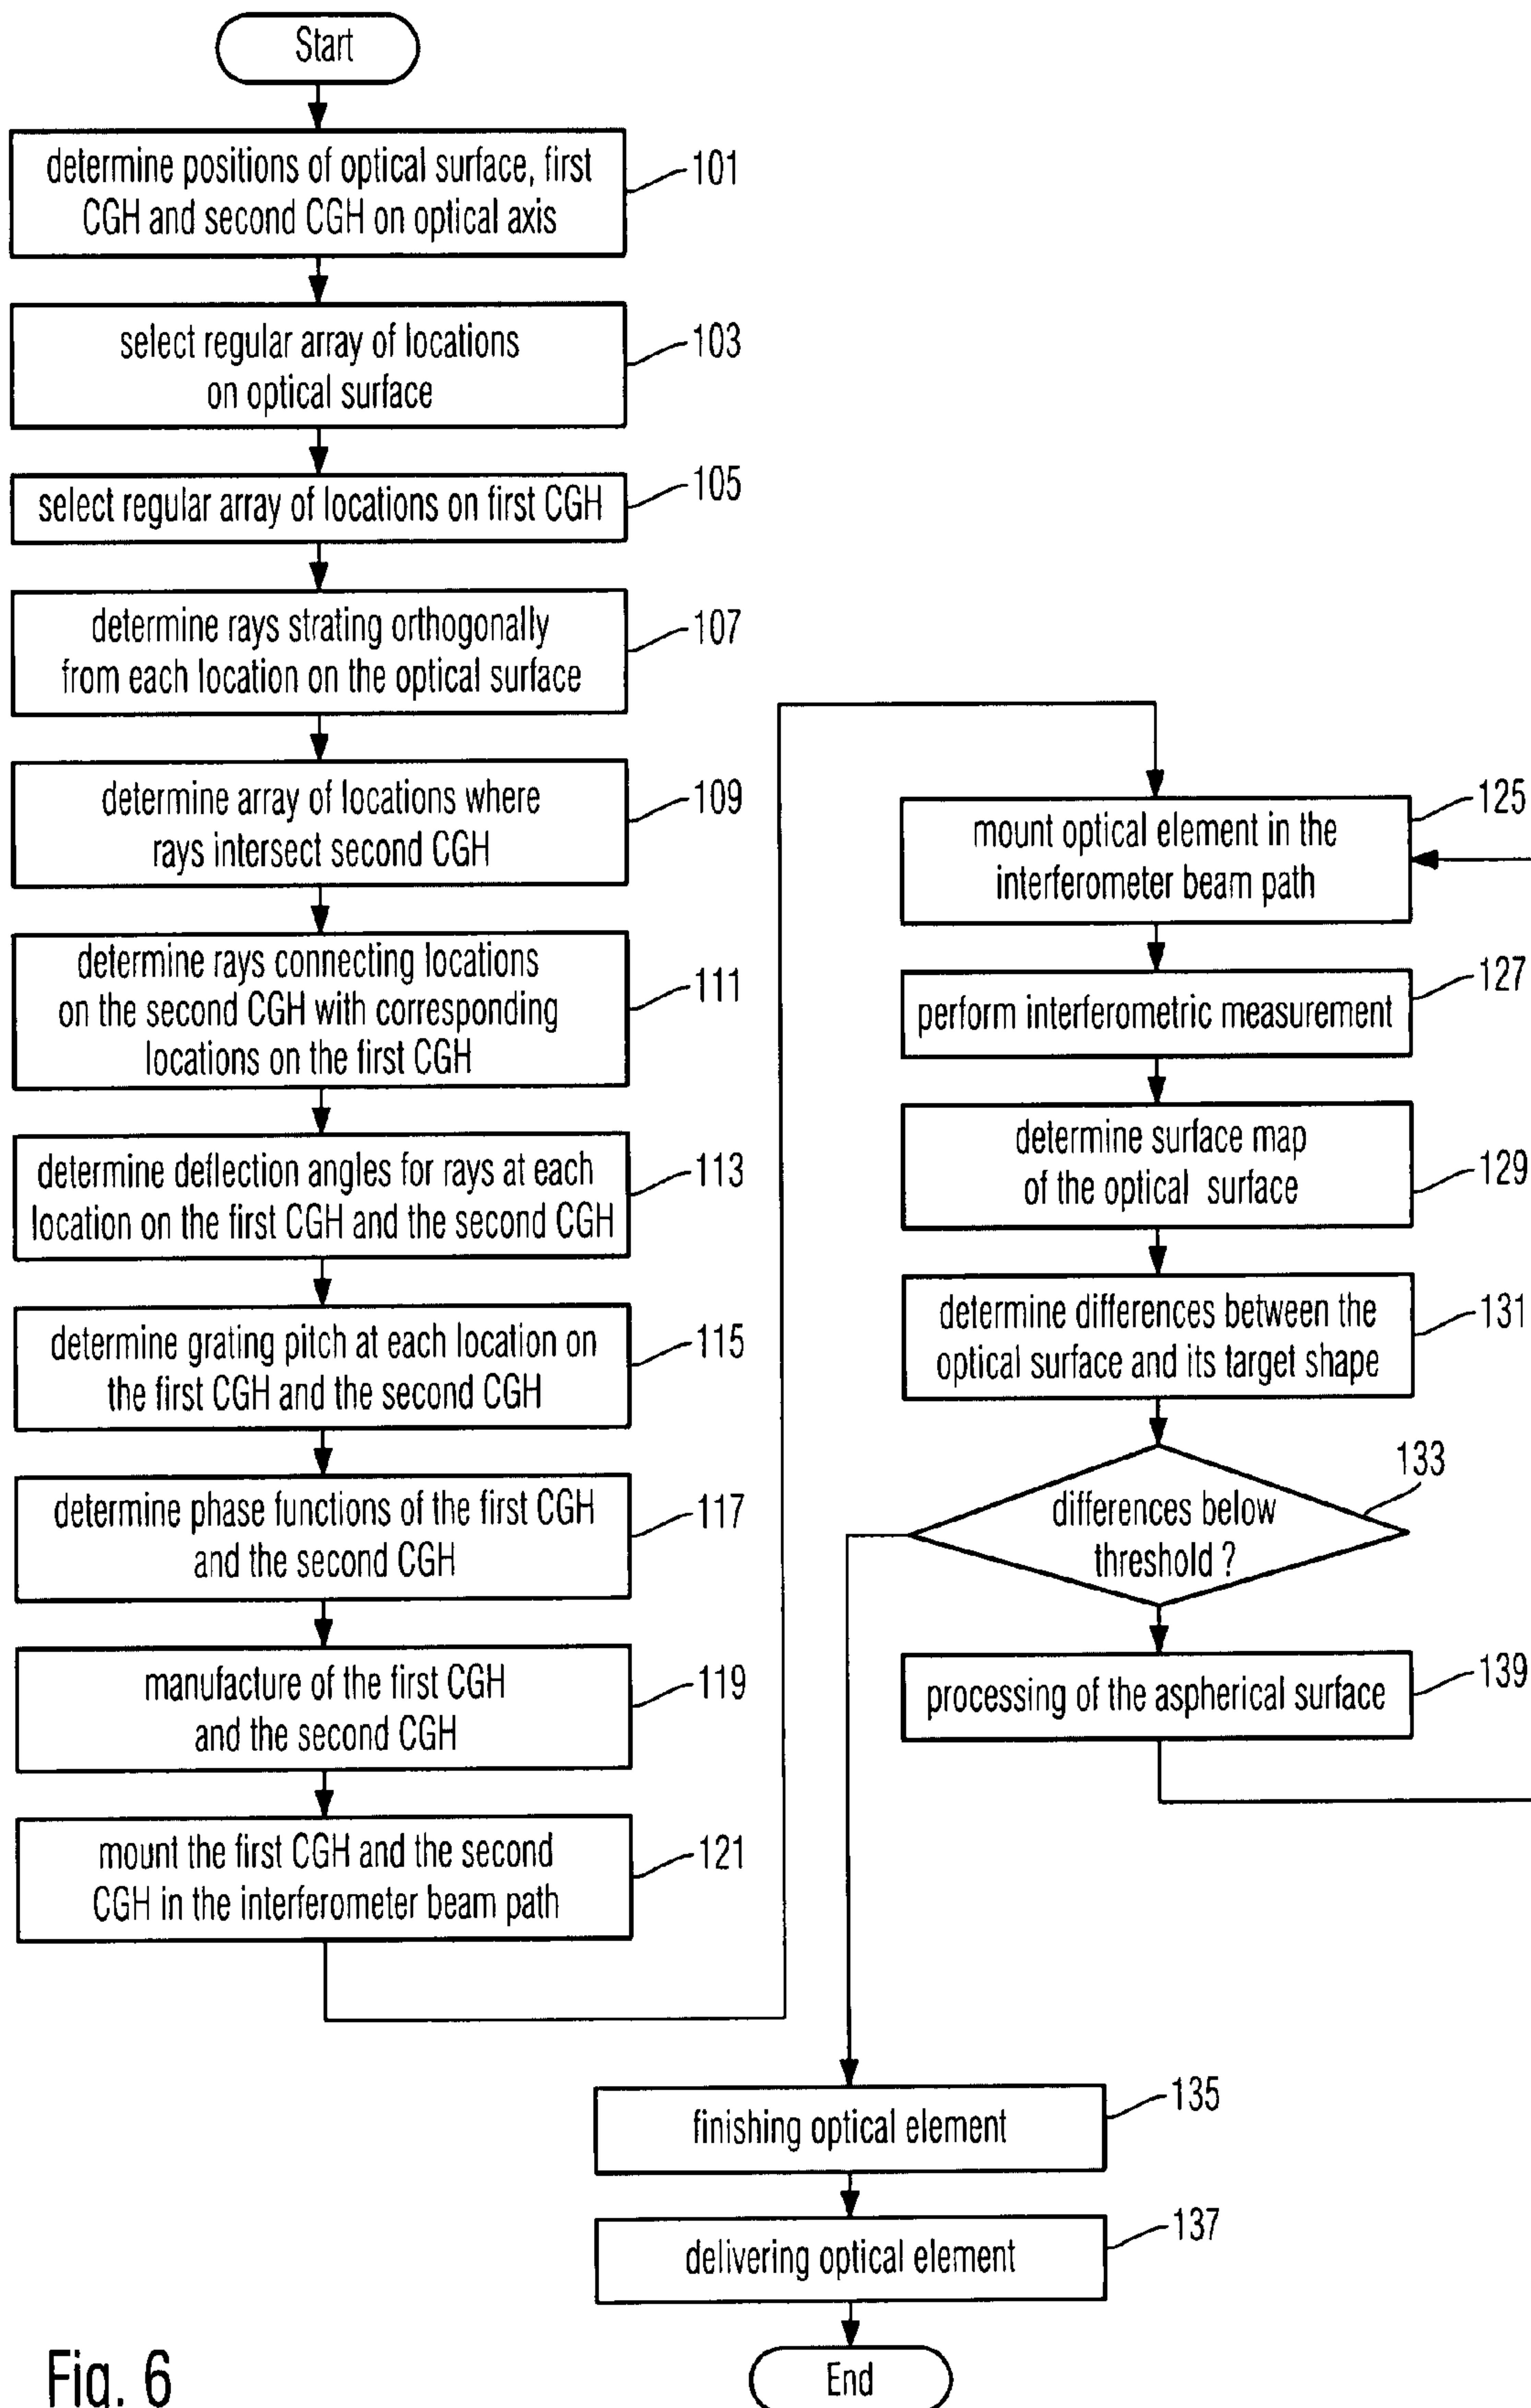 Start
determine positions of optical surface, first
CGH and second CGH on optical axis
101
select regular array of locations
on optical surface
103
select regular array of locations on first CGH
105
determine rays strating orthogonally
from each location on the optical surface
107
determine array of locations where
rays intersect second CGH
109
determine rays connecting locations
on the second CGH with corresponding
locations on the first CGH
111
determine deflection angles for rays at each
location on the first CGH and the second CGH
113
determine grating pitch at each location on
the first CGH and the second CGH
115
determine phase functions of the first CGH
and the second CGH
117
manufacture of the first CGH
and the second CGH
119
mount the first CGH and the second
CGH in the interferometer beam path
121
mount optical element in the
interferometer beam path
125
perform interferometric measurement
127
determine surface map
of the optical surface
129
determine differences between the
optical surface and its target shape
131
differences below
threshold ?
133
processing of the aspherical surface
139
finishing optical element
135
delivering optical element
137
End
Fig. 6